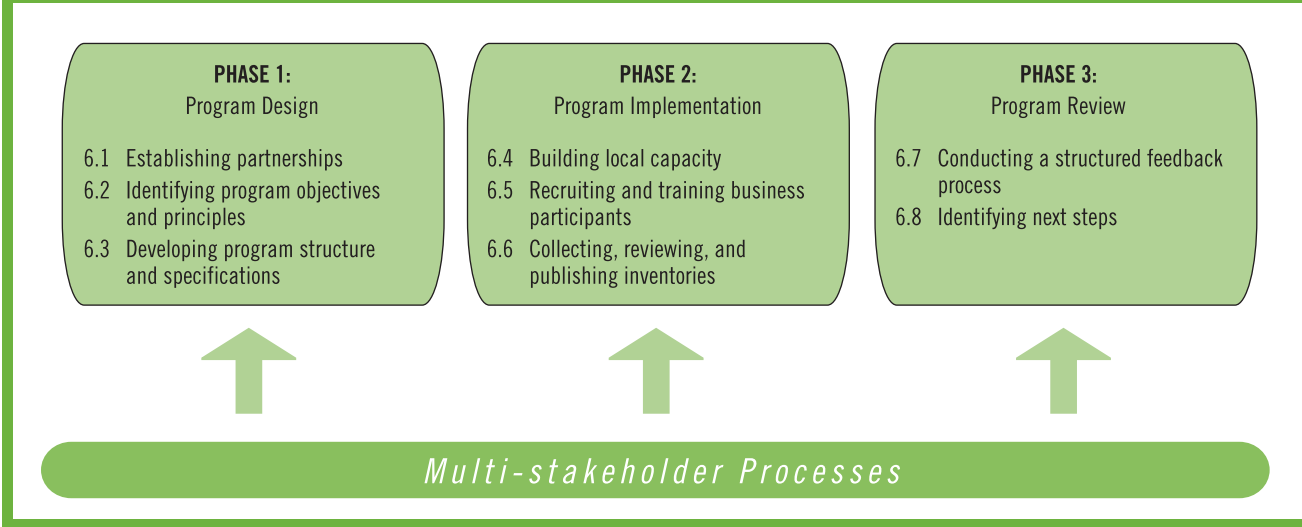 PHASE 1:
Program Design
6.1 Establishing partnerships
6.2 Identifying program objectives
and principles
6.3 Developing program structure
and specifications
PHASE 2:
Program Implementation
6.4 Building local capacity
6.5 Recruiting and training business
participants
6.6 Collecting, reviewing, and
publishing inventories
PHASE 3:
Program Review
6.7 Conducting a structured feedback
process
6.8 Identifying next steps
Multi-stakeholder Processes